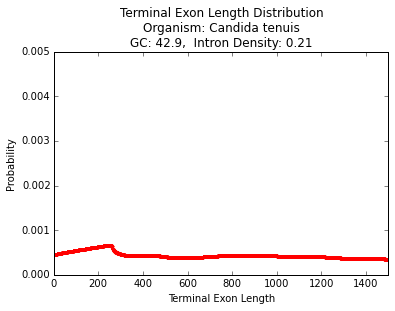 Terminal Exon Length Distribution
Organism: Candida tenuis
GC: 42.9,  Intron Density: 0.21
0.005
0.004
0.003
0.002
0.001
0.000
Probability
0 200 400 600 800 1000 1200 1400
Terminal Exon Length